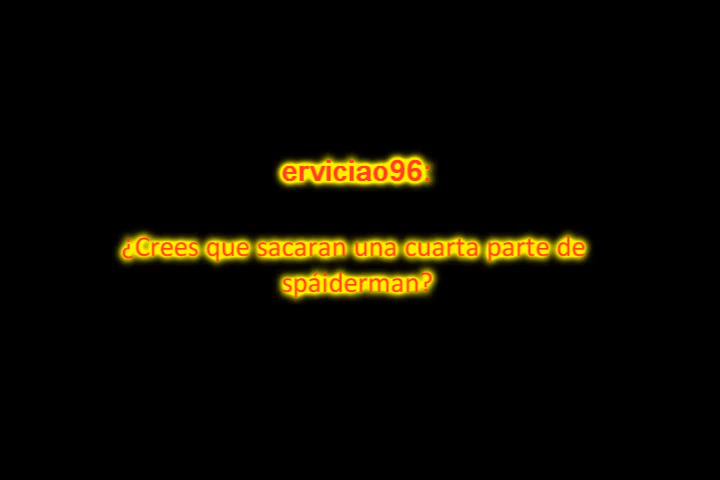 erviciao96:
¿Crees que sacaran una cuarta parte de
spáiderman?